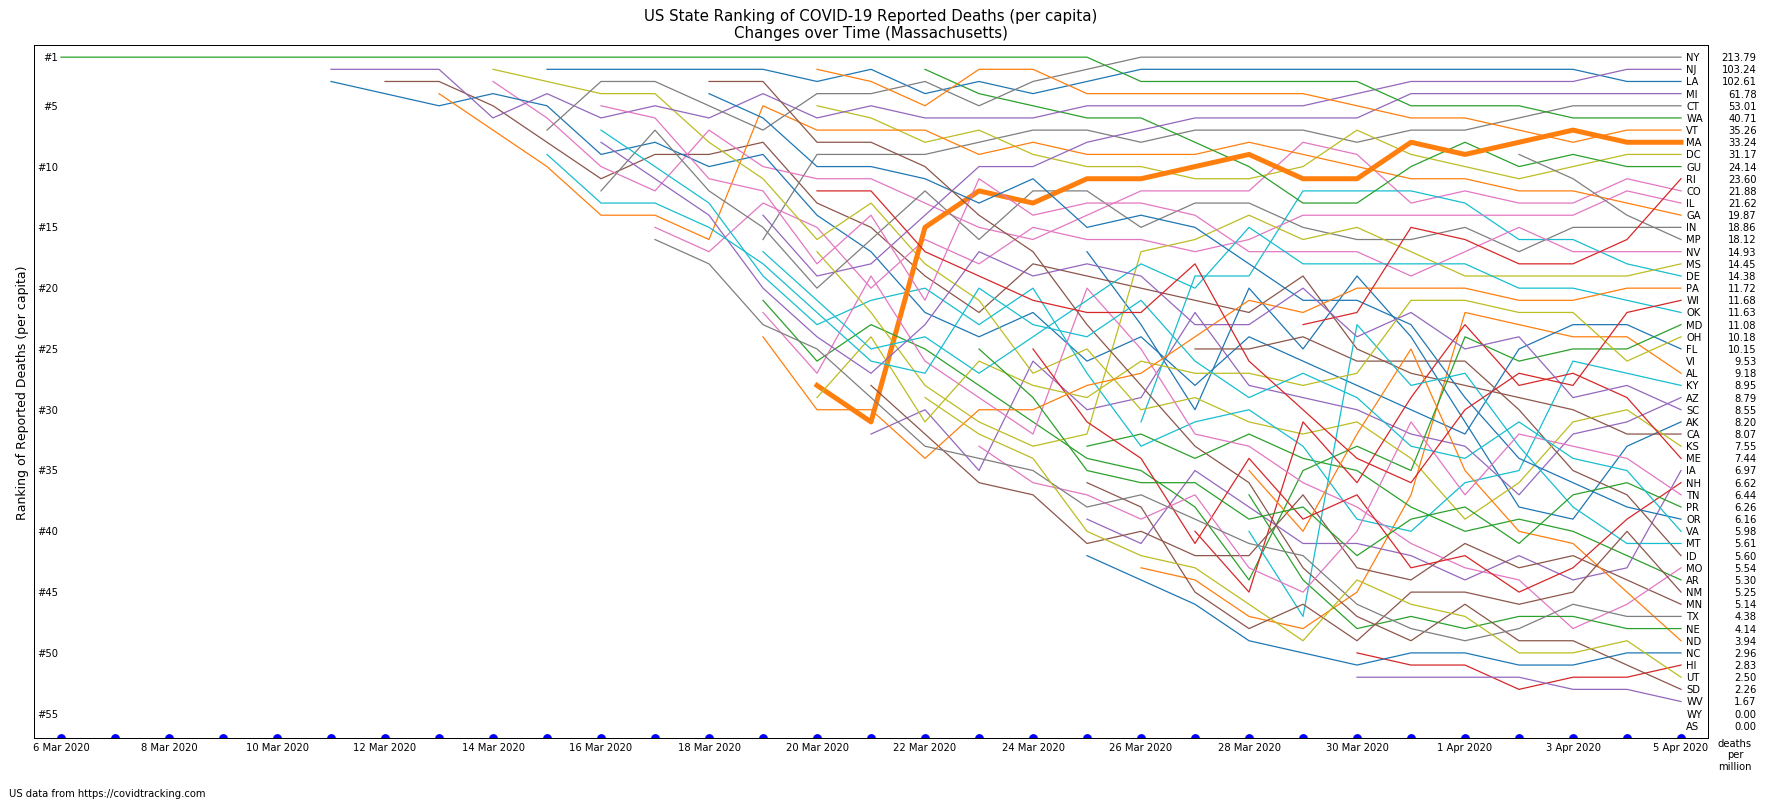 US State Ranking of COVID-19 Reported Deaths (per capita)
Changes over Time (Massachusetts)
Ranking of Reported Deaths (per capita)
#1
#5
#10
#15
#20
#25
#30
#35
#40
#45
#50
#55
NY 213.79
NJ 103.24
LA 102.61
MI 61.78
CT 53.01
WA 40.71
VT 35.26
MA 33.24
DC 31.17
GU 24.14
RI 23.60
CO 21.88
IL 21.62
GA 19.87
IN 18.86
MP 18.12
NV 14.93
MS 14.45
DE 14.38
PA 11.72
WI 11.68
OK 11.63
MD 11.08
OH 10.18
FL 10.15
VI 9.53
AL 9.18
KY 8.95
AZ 8.79
SC 8.55
AK 8.20
CA 8.07
KS 7.55
ME 7.44
IA 6.97
NH 6.62
TN 6.44
PR 6.26
OR 6.16
VA 5.98
MT 5.61
ID 5.60
MO 5.54
AR 5.30
NM 5.25
MN 5.14
TX 4.38
NE 4.14
ND 3.94
NC 2.96
HI 2.83
UT 2.50
SD 2.26
WV 1.67
WY 0.00
AS 0.00
6 Mar 2020 8 Mar 2020 10 Mar 2020 12 Mar 2020 14 Mar 2020 16 Mar 2020 18 Mar 2020 20 Mar 2020 22 Mar 2020 24 Mar 2020 26 Mar 2020 28 Mar 2020 30 Mar 2020 1 Apr 2020 3 Apr 2020 5 Apr 2020
deaths
per
million
US data from https://covidtracking.com